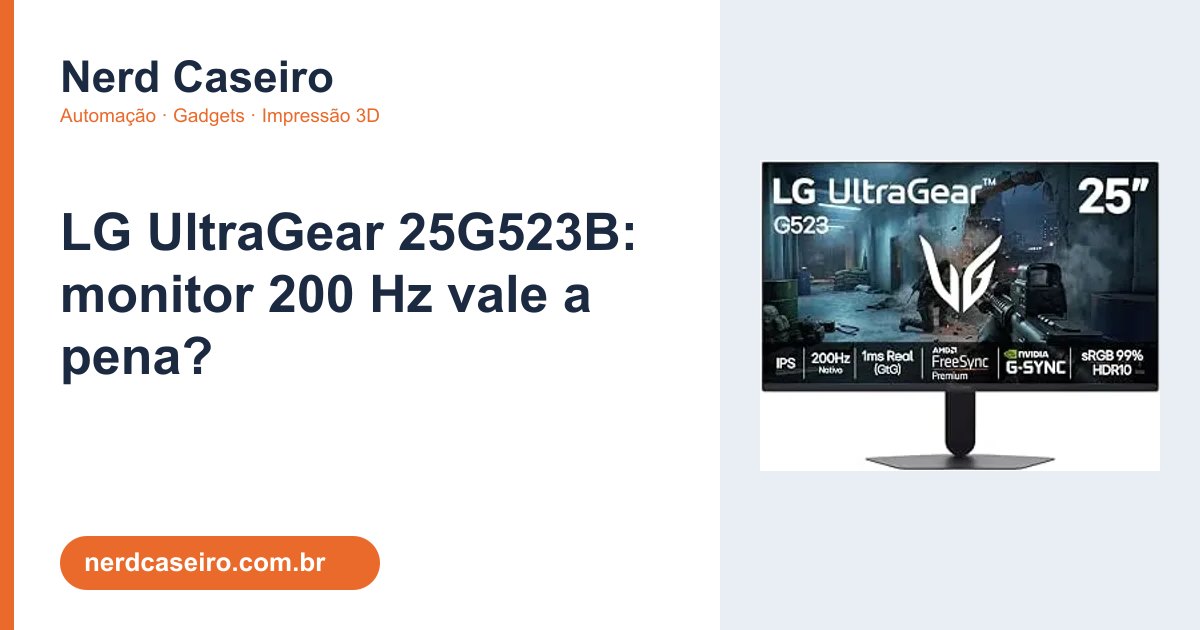 Nerd Caseiro
Automação · Gadgets · Impressão 3D
LG UltraGear 25G523B:
monitor 200 Hz vale a
pena?
nerdcaseiro.com.br
LG UltraGear™
25”
G523
IPS
200Hz
Nativo
1ms Real
(GtG)
AMD
FreeSync
Premium
NVIDIA
G-SYNC
sRGB 99%
HDR10